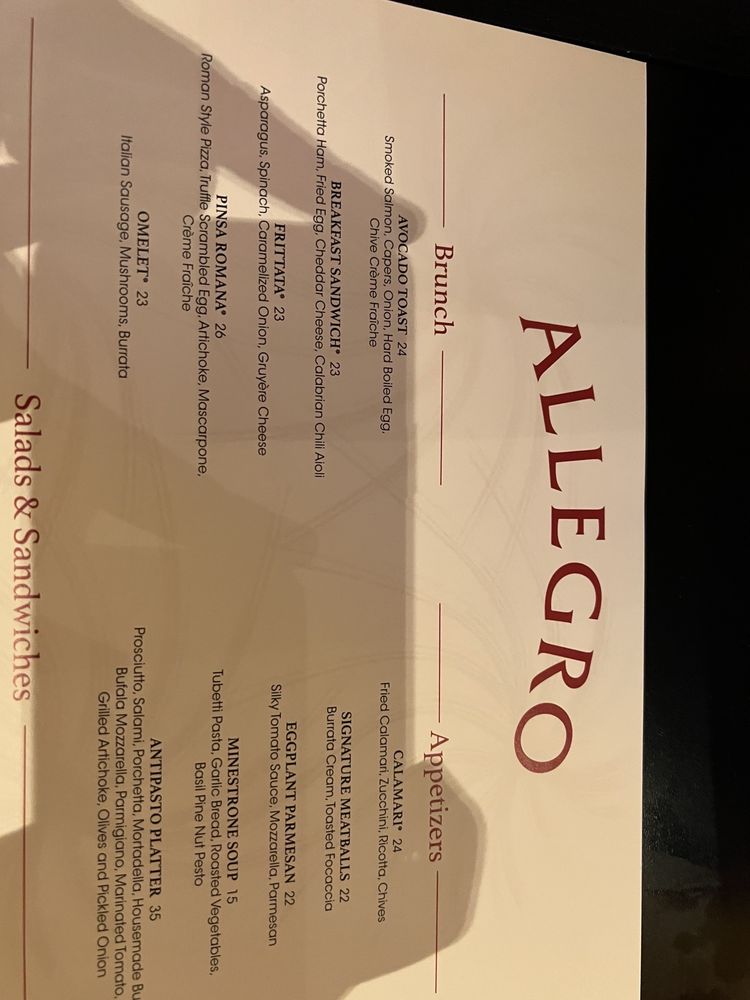 ALLEGRO
Brunch
AVOCADO TOAST 24
Smoked Salmon, Capers, Onion, Hard Boiled Egg,
Chive Crème Fraîche
BREAKFAST SANDWICH* 23
Porchetta Ham, Fried Egg, Cheddar Cheese, Calabrian Chili Aioli
FRITTATA* 23
Asparagus, Spinach, Caramelized Onion, Gruyère Cheese
PINSA ROMANA* 26
Roman Style Pizza, Truffle Scrambled Egg, Artichoke, Mascarpone,
Crème Fraîche
OMELET* 23
Italian Sausage, Mushrooms, Burrata
Appetizers
CALAMARI* 24
Fried Calamari, Zucchini, Ricotta, Chives
SIGNATURE MEATBALLS 22
Burrata Cream, Toasted Focaccia
EGGPLANT PARMESAN 22
Silky Tomato Sauce, Mozzarella, Parmesan
MINESTRONE SOUP 15
Tubetti Pasta, Garlic Bread, Roasted Vegetables,
Basil Pine Nut Pesto
ANTIPASTO PLATTER 35
Prosciutto, Salami, Porchetta, Mortadella, Housemade Bu
Bufala Mozzarella, Parmigiano, Marinated Tomato,
Grilled Artichoke, Olives and Pickled Onion
Salads & Sandwiches